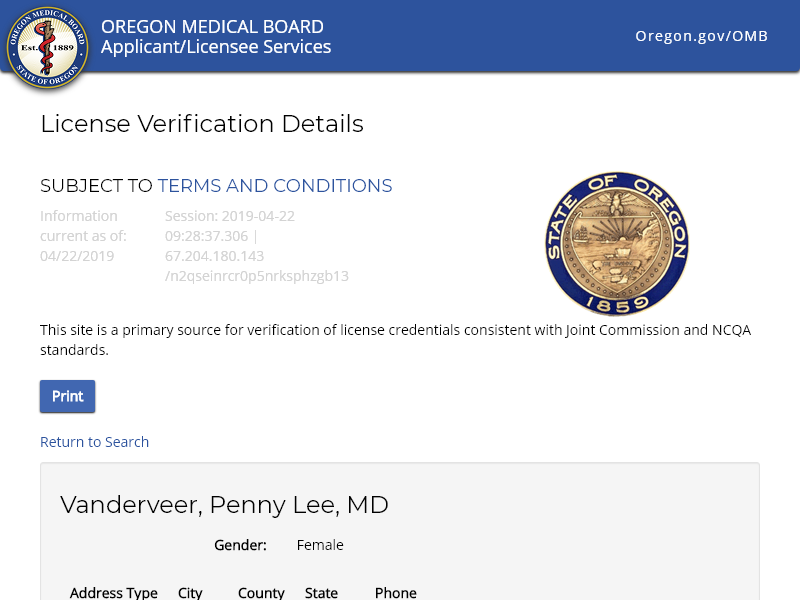 OREGON MEDICAL BOARD
Applicant/Licensee Services
Oregon.gov/OMB
OREGON MEDICAL BOARD
Est. 1889
STATE OF OREGON
License Verification Details
SUBJECT TO TERMS AND CONDITIONS
Information
current as of:
04/22/2019
Session: 2019-04-22
09:28:37.306 |
67.204.180.143
/n2qseinrcr0p5nrksphzgb13
STATE OF OREGON
1859
This site is a primary source for verification of license credentials consistent with Joint Commission and NCQA
standards.
Print
Return to Search
Vanderveer, Penny Lee, MD
Gender: Female
Address Type City County State Phone